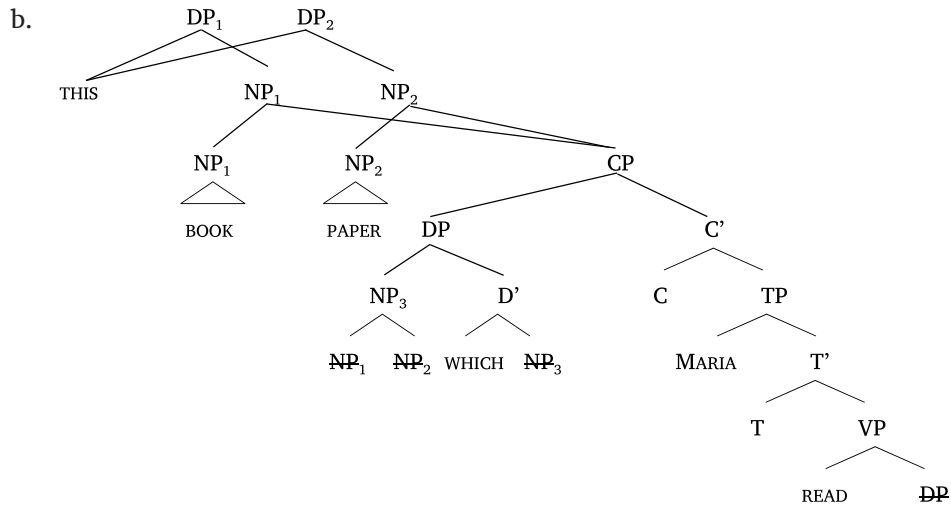 b. DP₁ DP₂
THIS NP₁ NP₂
NP₁ NP₂ CP
BOOK PAPER DP C’
NP₃ D’ C TP
NP₁ NP₂ WHICH NP₃ MARIA T’
T VP
READ DP